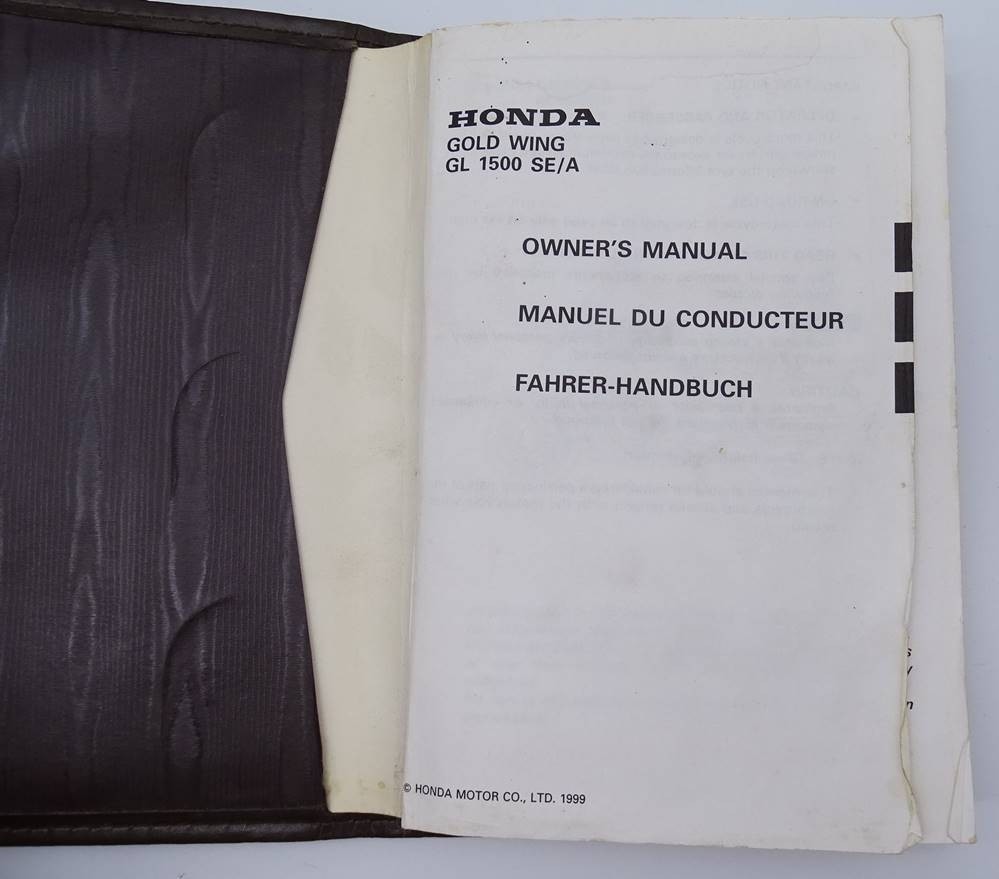 HONDA
GOLD WING
GL 1500 SE/A
OWNER'S MANUAL
MANUEL DU CONDUCTEUR
FAHRER-HANDBUCH
© HONDA MOTOR CO., LTD. 1999